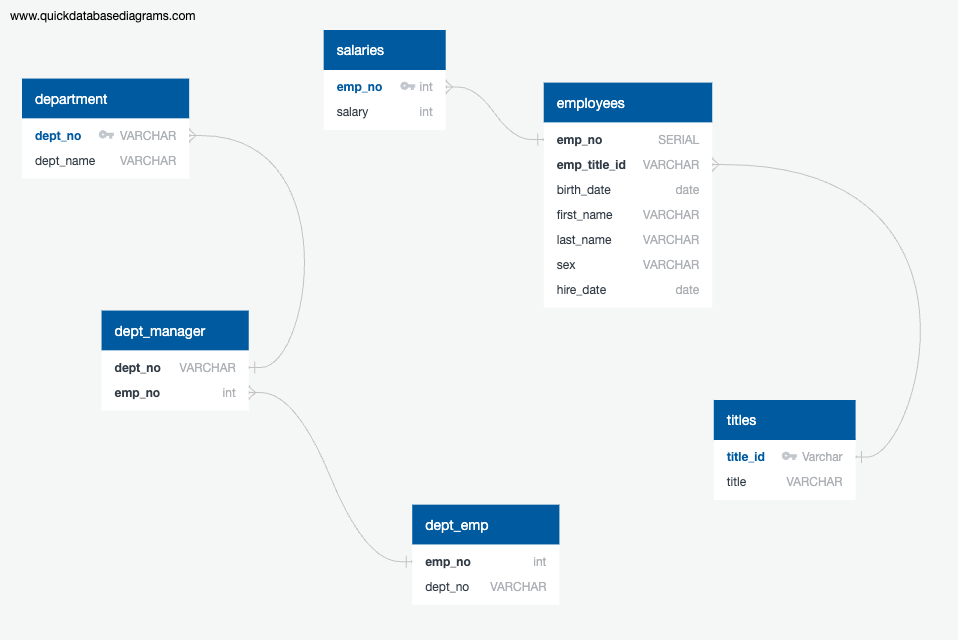 www.quickdatabasediagrams.com
salaries
emp_no int
salary int
department
dept_no VARCHAR
dept_name VARCHAR
employees
emp_no SERIAL
emp_title_id VARCHAR
birth_date date
first_name VARCHAR
last_name VARCHAR
sex VARCHAR
hire_date date
dept_manager
dept_no VARCHAR
emp_no int
titles
title_id Varchar
title VARCHAR
dept_emp
emp_no int
dept_no VARCHAR